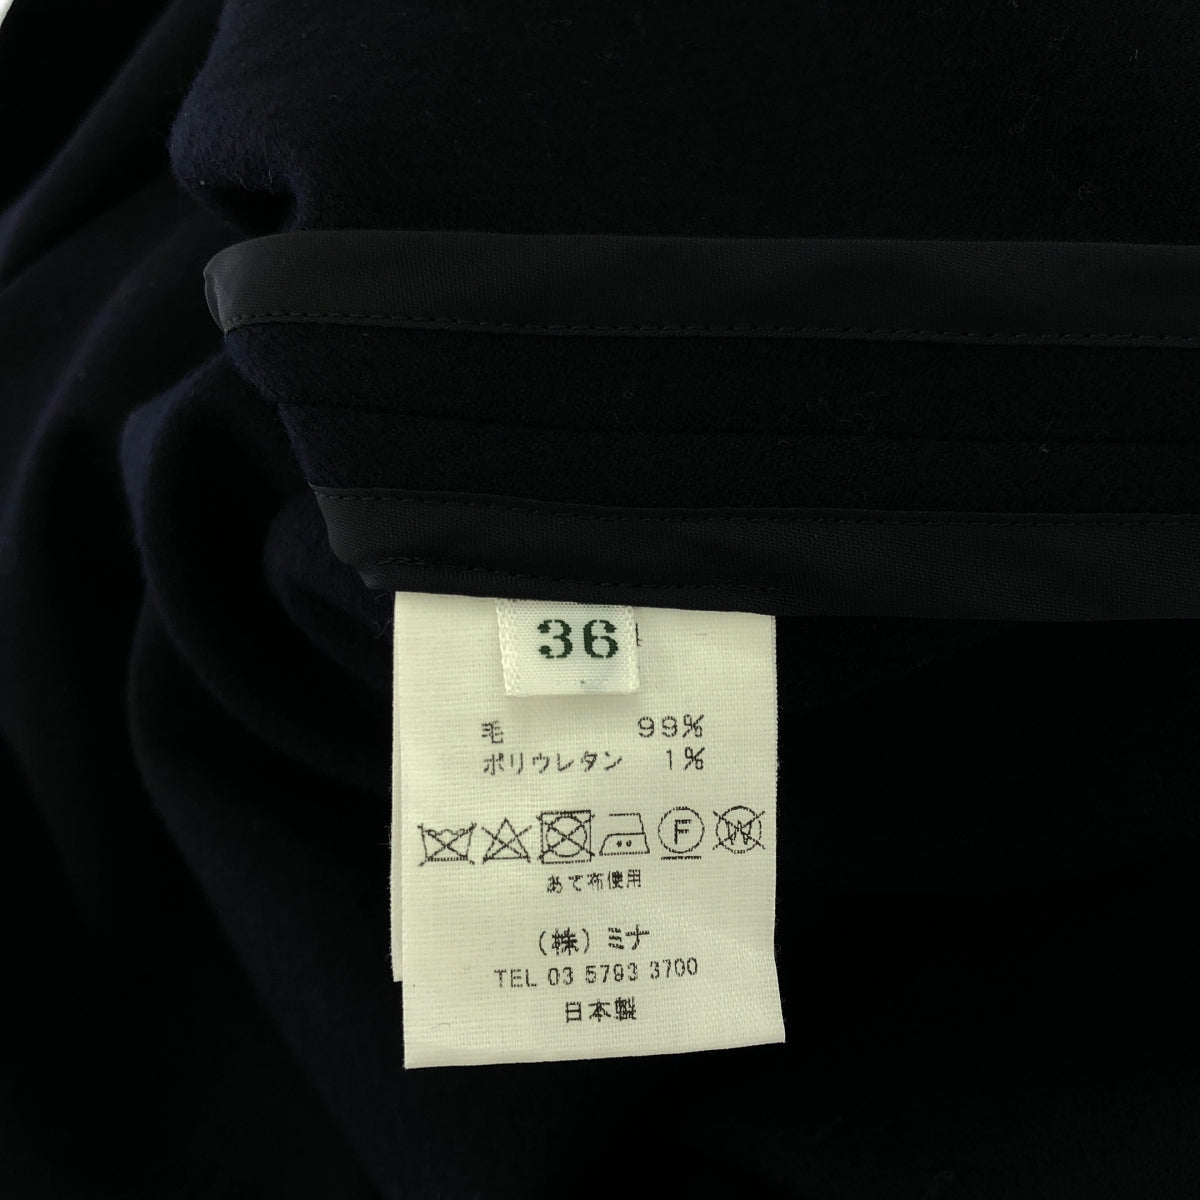 36
毛 99%
ポリウレタン 1%
F W
あて布使用
(株)ミナ
TEL 03 5793 3700
日本製